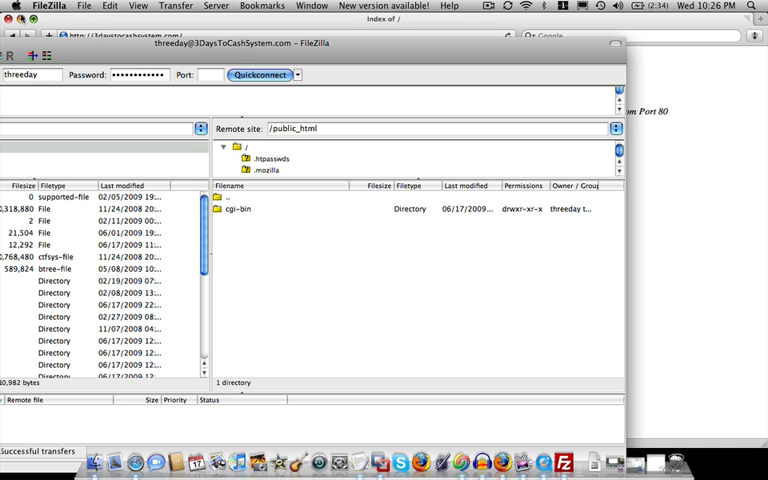 FileZilla File Edit View Transfer Server Bookmarks Window New version available! Help (2:34) Wed 10:26 PM
Index of /
http://3daystocashsystem.com/ Google
threeday@3DaysToCashSystem.com - FileZilla
threeday Password: •••••••••••• Port: Quickconnect
om Port 80
Remote site: /public_html
/
.htpasswds
.mozilla
Filesize Filetype Last modified Filename Filesize Filetype Last modified Permissions Owner / Group
0 supported-file 02/05/2009 19:... ..
,318,880 File 11/24/2008 20:... cgi-bin Directory 06/17/2009... drwxr-xr-x threeday t...
2 File 02/11/2009 00:...
21,504 File 06/01/2009 19:...
12,292 File 06/17/2009 11:...
,768,480 ctfsys-file 11/24/2008 20:...
589,824 btree-file 05/08/2009 10:...
Directory 02/19/2009 07:...
Directory 02/08/2009 13:...
Directory 06/17/2009 22:...
Directory 02/27/2009 08:...
Directory 11/07/2008 04:...
Directory 06/17/2009 12:...
Directory 06/17/2009 12:...
Directory 06/17/2009 12:...
Directory 06/17/2009 12:...
10,982 bytes 1 directory
Remote file Size Priority Status
Successful transfers